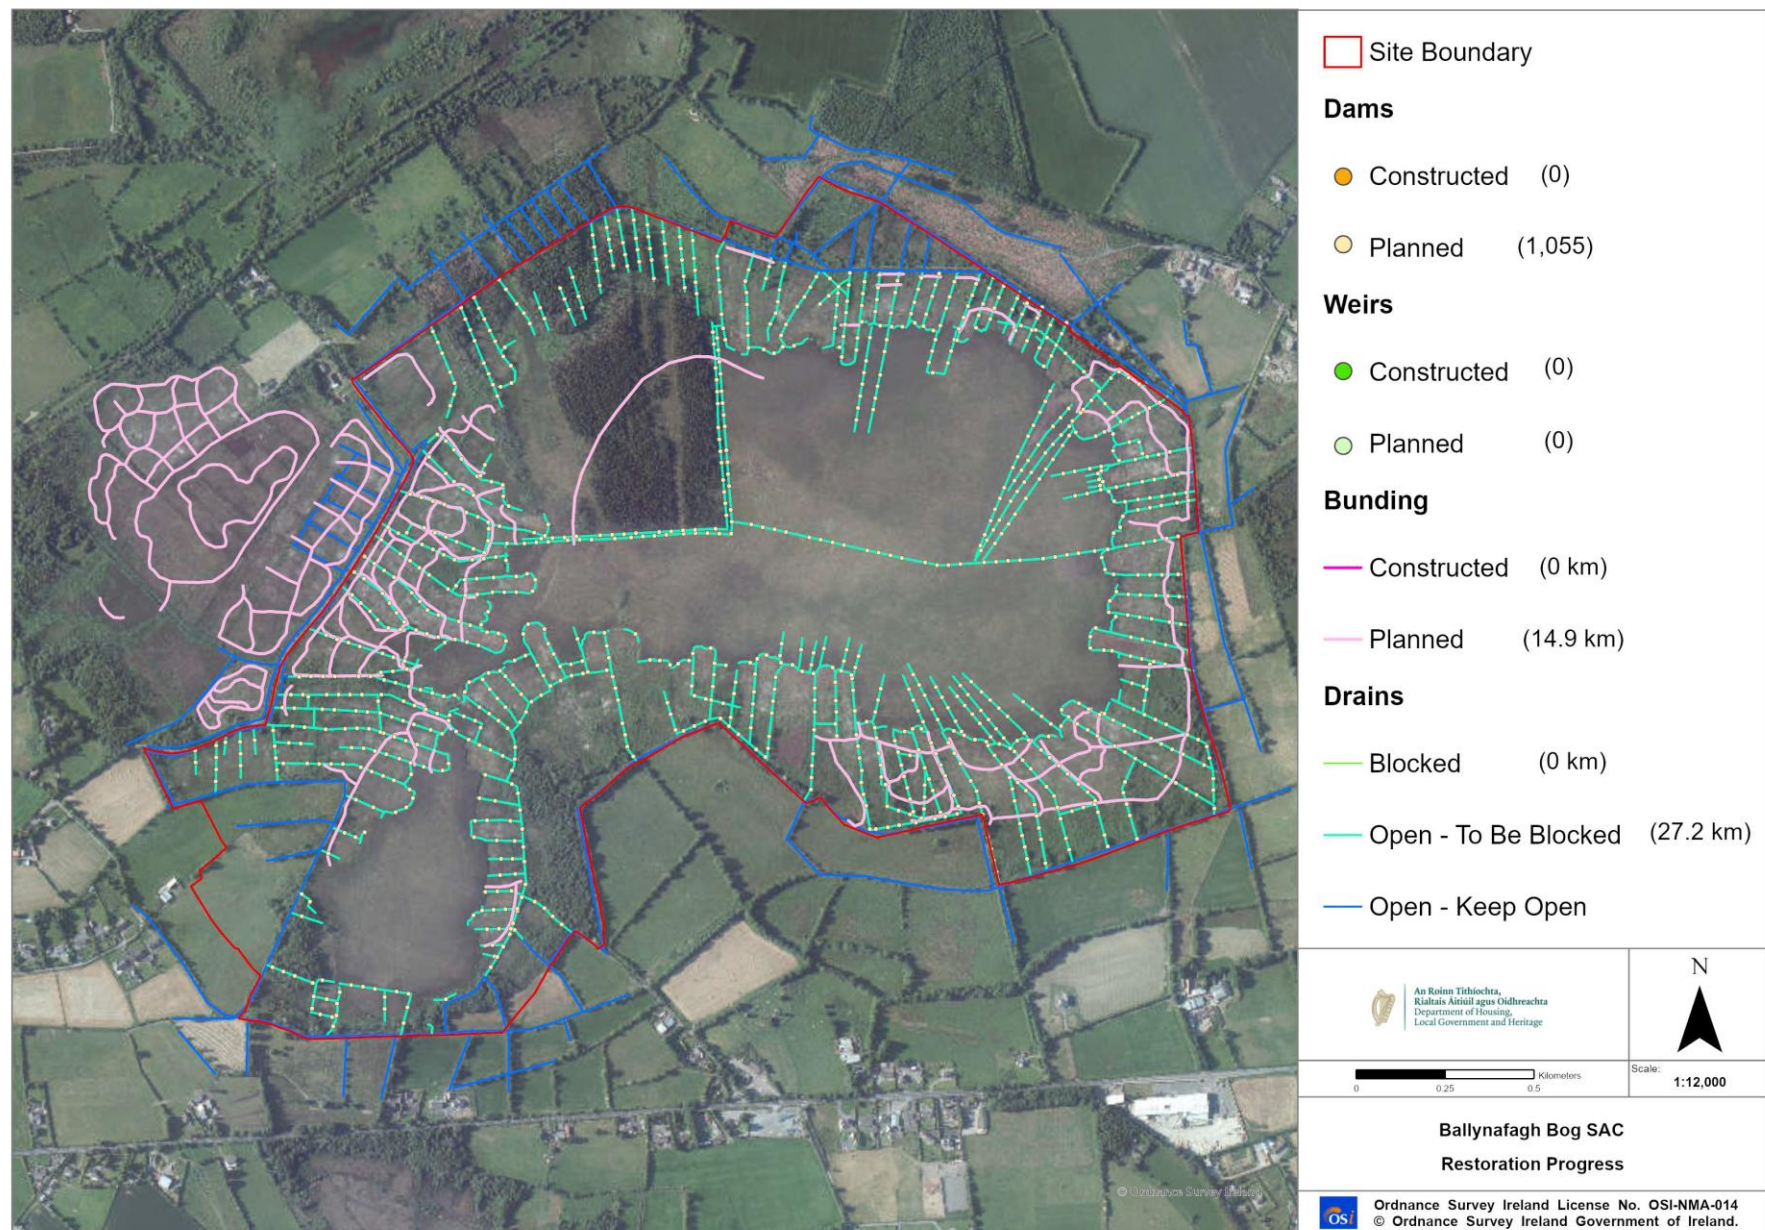 Site Boundary
Dams
Constructed (0)
Planned (1,055)
Weirs
Constructed (0)
Planned (0)
Bunding
Constructed (0 km)
Planned (14.9 km)
Drains
Blocked (0 km)
Open - To Be Blocked (27.2 km)
Open - Keep Open
An Roinn Tithíochta,
Rialtais Áitiúil agus Oidhreachta
Department of Housing,
Local Government and Heritage
N
Kilometers
0 0.25 0.5
Scale:
1:12,000
Ballynafagh Bog SAC
Restoration Progress
© Ordnance Survey Ireland
OSi
Ordnance Survey Ireland License No. OSI-NMA-014
© Ordnance Survey Ireland Government of Ireland.